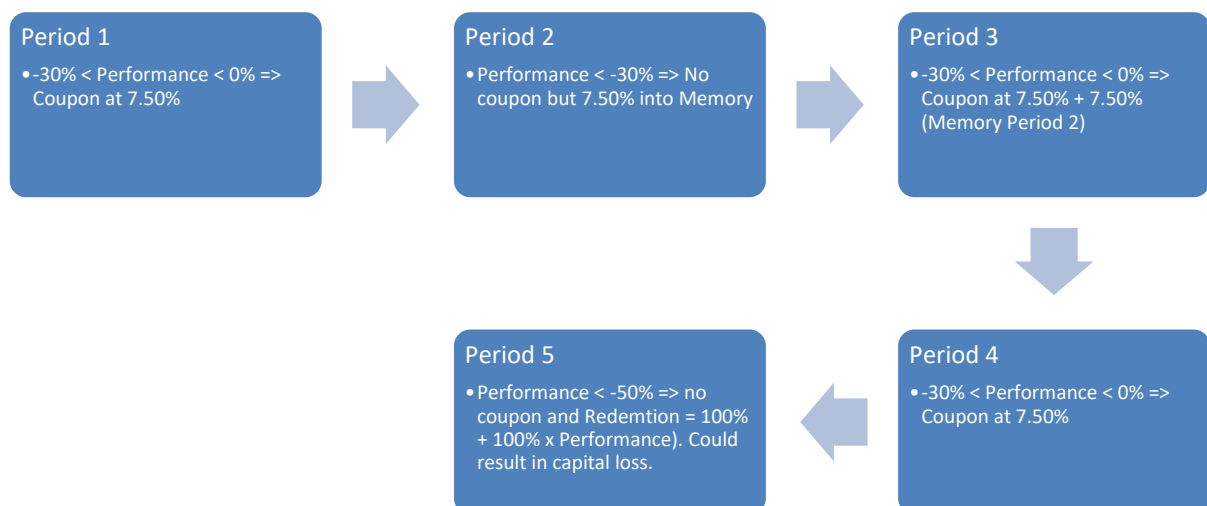 Period 1
•-30% < Performance < 0% =>
Coupon at 7.50%
Period 2
•Performance < -30% => No
coupon but 7.50% into Memory
Period 3
•-30% < Performance < 0% =>
Coupon at 7.50% + 7.50%
(Memory Period 2)
Period 4
•-30% < Performance < 0% =>
Coupon at 7.50%
Period 5
•Performance < -50% => no
coupon and Redemtion = 100%
+ 100% x Performance). Could
result in capital loss.